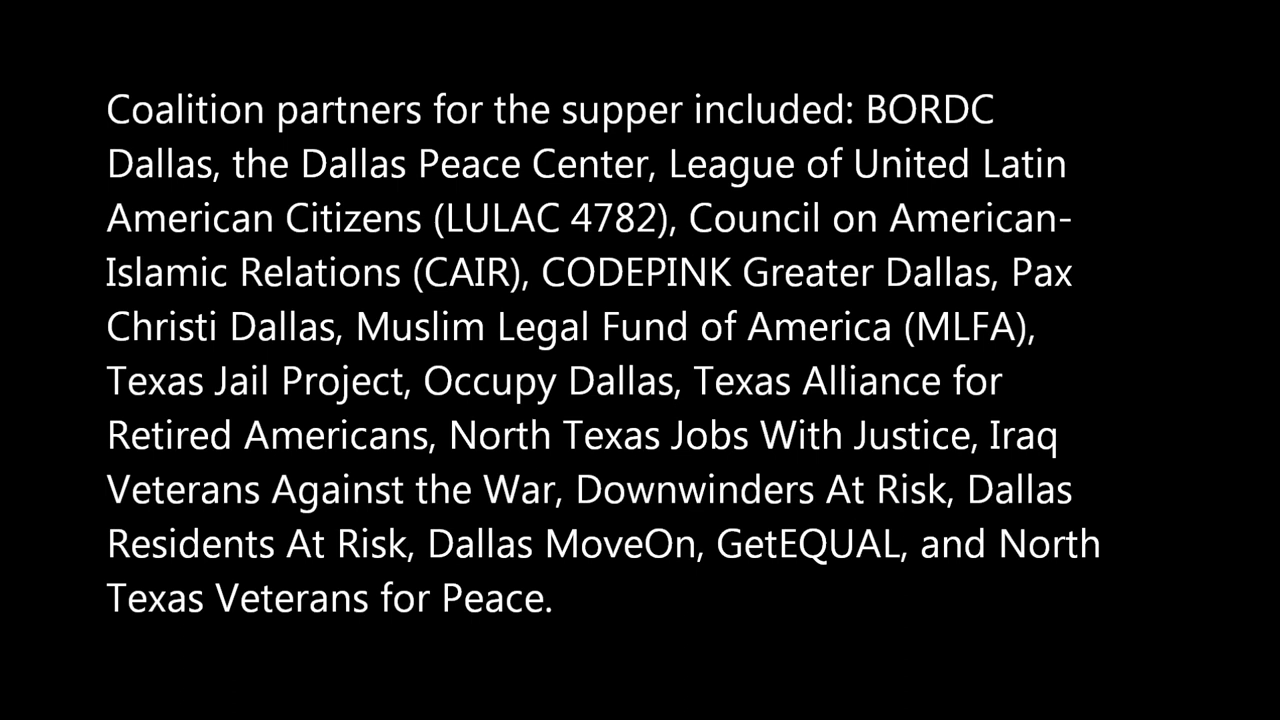 Coalition partners for the supper included: BORDC
Dallas, the Dallas Peace Center, League of United Latin
American Citizens (LULAC 4782), Council on American-
Islamic Relations (CAIR), CODEPINK Greater Dallas, Pax
Christi Dallas, Muslim Legal Fund of America (MLFA),
Texas Jail Project, Occupy Dallas, Texas Alliance for
Retired Americans, North Texas Jobs With Justice, Iraq
Veterans Against the War, Downwinders At Risk, Dallas
Residents At Risk, Dallas MoveOn, GetEQUAL, and North
Texas Veterans for Peace.